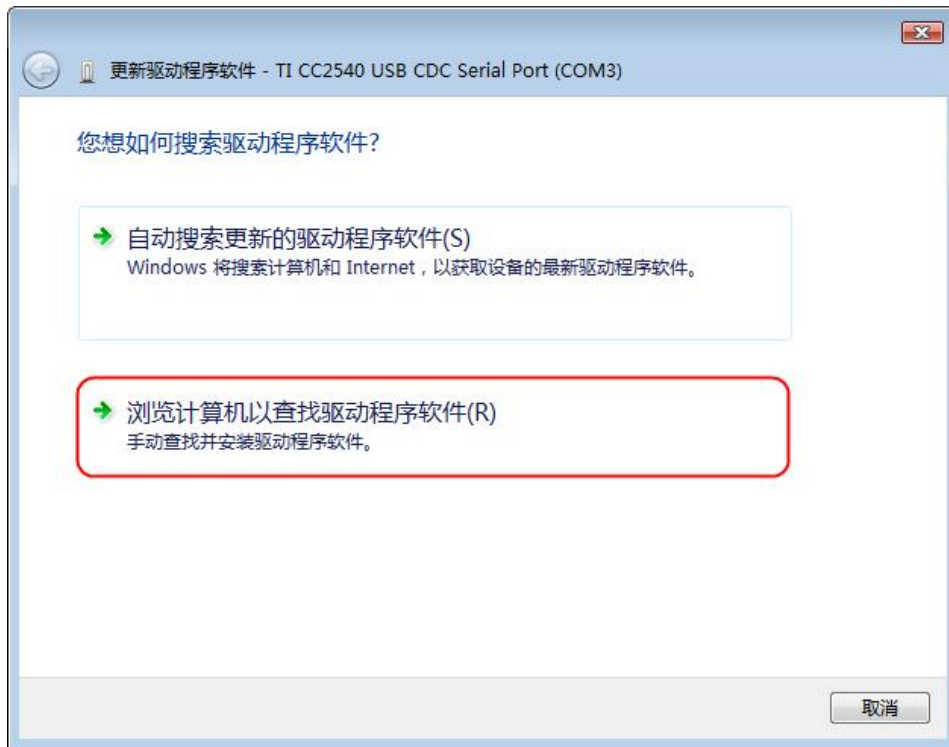 更新驱动程序软件 - TI CC2540 USB CDC Serial Port (COM3)
您想如何搜索驱动程序软件?
自动搜索更新的驱动程序软件(S)
Windows 将搜索计算机和 Internet，以获取设备的最新驱动程序软件。
浏览计算机以查找驱动程序软件(R)
手动查找并安装驱动程序软件。
取消